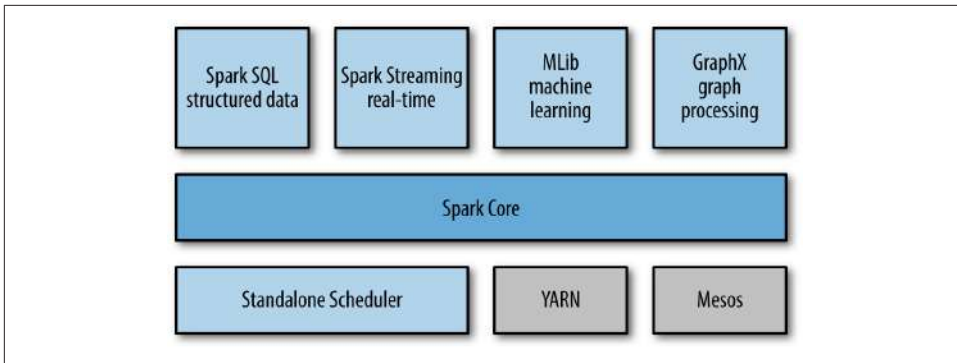 Spark SQL
structured data
Spark Streaming
real-time
MLib
machine
learning
GraphX
graph
processing
Spark Core
Standalone Scheduler
YARN
Mesos